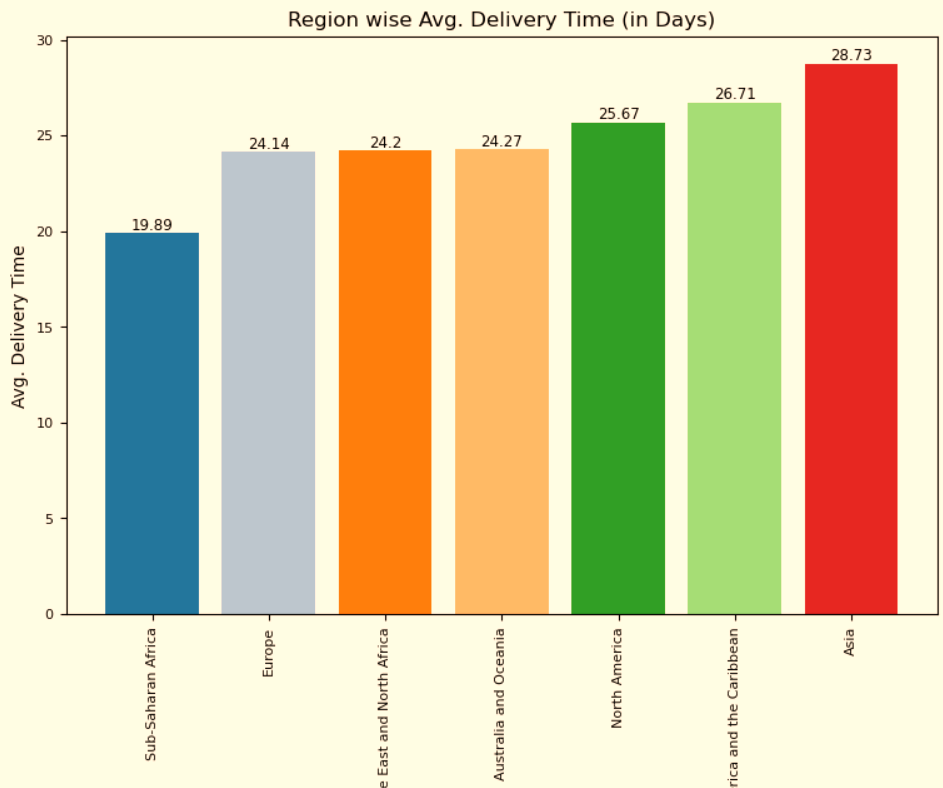 Region wise Avg. Delivery Time (in Days)
Avg. Delivery Time
30
25
20
15
10
5
0
19.89
24.14
24.2
24.27
25.67
26.71
28.73
Sub-Saharan Africa
Europe
e East and North Africa
Australia and Oceania
North America
rica and the Caribbean
Asia